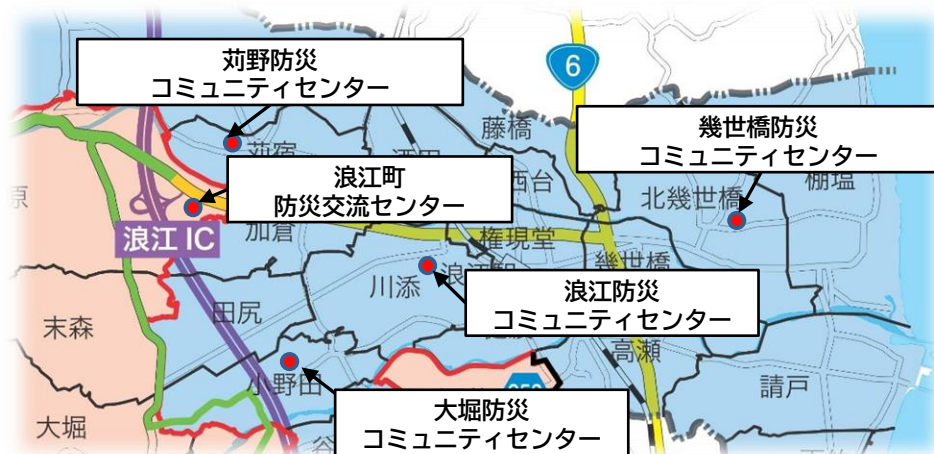 苅野防災
コミュニティセンター
6
藤橋
幾世橋防災
コミュニティセンター
苅宿
浪江町
防災交流センター
西台
北幾世橋
棚塩
原
浪江 IC
加倉
権現堂
幾世橋
川添
浪江防災
コミュニティセンター
末森
田尻
高瀬
小野田
請戸
大堀防災
コミュニティセンター
大堀